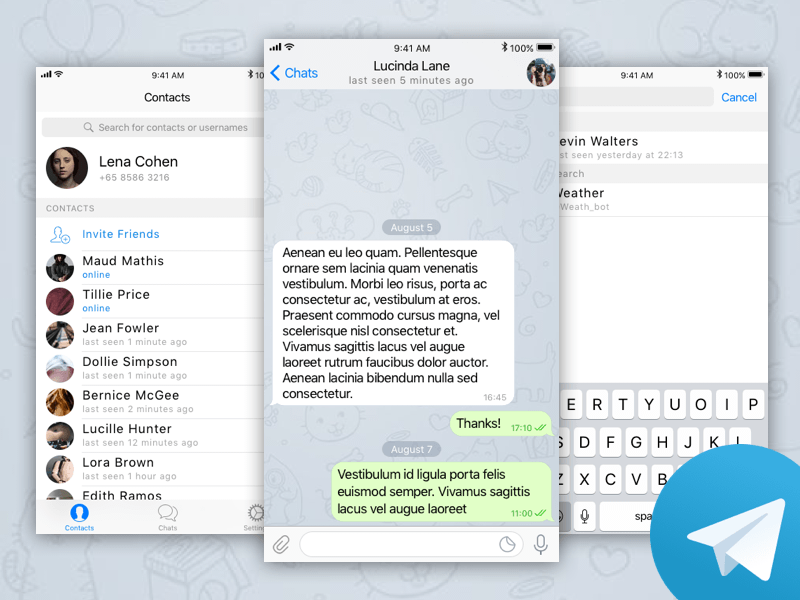 9:41 AM
Contacts
Search for contacts or usernames
Lena Cohen
+65 8586 3216
CONTACTS
Invite Friends
Maud Mathis
online
Tillie Price
online
Jean Fowler
last seen 1 minute ago
Dollie Simpson
last seen 1 minute ago
Bernice McGee
last seen 2 minutes ago
Lucille Hunter
last seen 12 minutes ago
Lora Brown
last seen 1 hour ago
Edith Ramos
Contacts
Chats
9:41 AM
100%
Chats
Lucinda Lane
last seen 5 minutes ago
August 5
Aenean eu leo quam. Pellentesque
ornare sem lacinia quam venenatis
vestibulum. Morbi leo risus, porta ac
consectetur ac, vestibulum at eros.
Praesent commodo cursus magna, vel
scelerisque nisl consectetur et.
Vivamus sagittis lacus vel augue
laoreet rutrum faucibus dolor auctor.
Aenean lacinia bibendum nulla sed
consectetur.
16:45
Thanks!
17:10
August 7
Vestibulum id ligula porta felis
euismod semper. Vivamus sagittis
lacus vel augue laoreet
11:00
9:41 AM
100%
Cancel
evin Walters
st seen yesterday at 22:13
earch
Weather
Weath_bot
E R T Y U O I P
S D F G H J K L
Z X C V B
spa